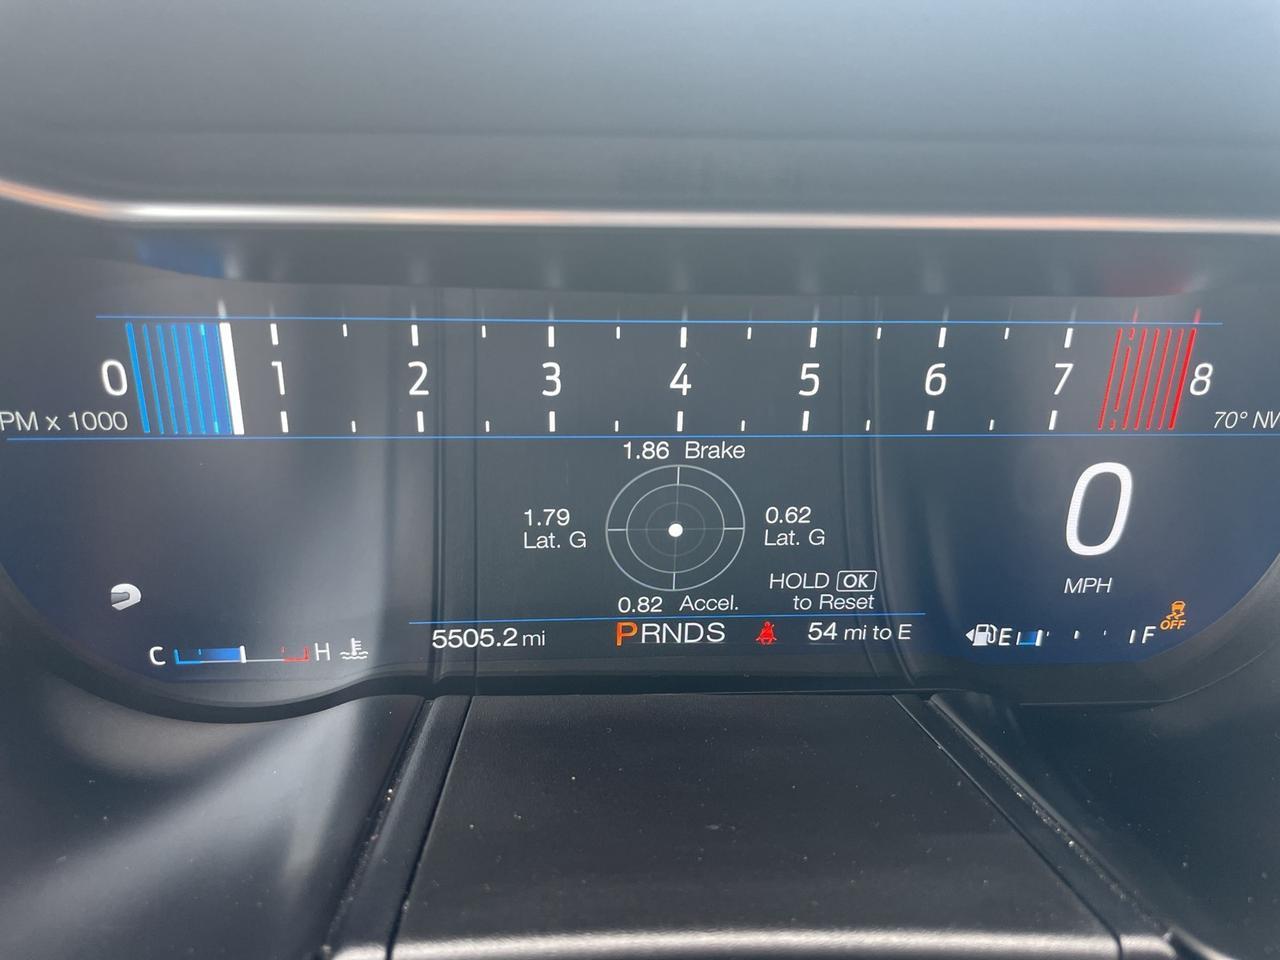 0 1 2 3 4 5 6 7 8
PM x 1000
70° NW
1.86 Brake
1.79
Lat. G
0.62
Lat. G
0
MPH
HOLD OK
to Reset
0.82 Accel.
5505.2 mi
PRNDS
54 mi to E
E F
OFF
C H